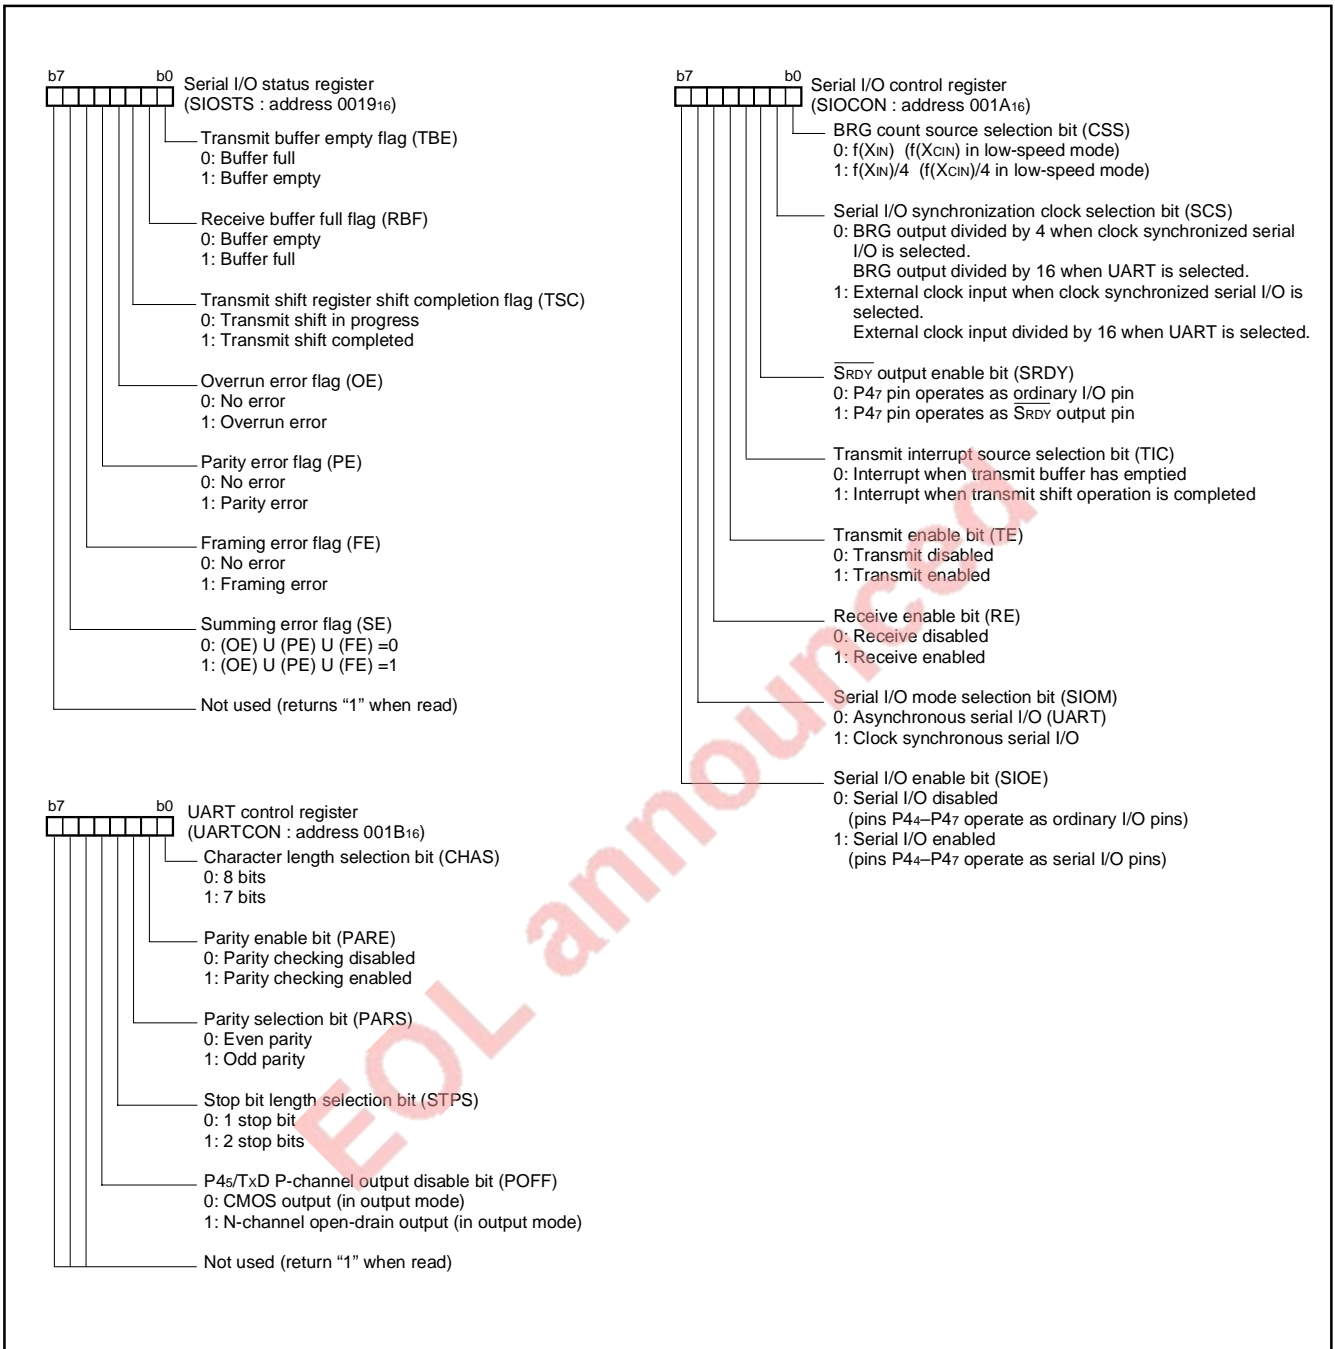 b7 b0 Serial I/O status register
(SIOSTS : address 001916)
Transmit buffer empty flag (TBE)
0: Buffer full
1: Buffer empty
Receive buffer full flag (RBF)
0: Buffer empty
1: Buffer full
Transmit shift register shift completion flag (TSC)
0: Transmit shift in progress
1: Transmit shift completed
Overrun error flag (OE)
0: No error
1: Overrun error
Parity error flag (PE)
0: No error
1: Parity error
Framing error flag (FE)
0: No error
1: Framing error
Summing error flag (SE)
0: (OE) U (PE) U (FE) =0
1: (OE) U (PE) U (FE) =1
Not used (returns “1” when read)
b7 b0 UART control register
(UARTCON : address 001B16)
Character length selection bit (CHAS)
0: 8 bits
1: 7 bits
Parity enable bit (PARE)
0: Parity checking disabled
1: Parity checking enabled
Parity selection bit (PARS)
0: Even parity
1: Odd parity
Stop bit length selection bit (STPS)
0: 1 stop bit
1: 2 stop bits
P45/TxD P-channel output disable bit (POFF)
0: CMOS output (in output mode)
1: N-channel open-drain output (in output mode)
Not used (return “1” when read)
b7 b0 Serial I/O control register
(SIOCON : address 001A16)
BRG count source selection bit (CSS)
0: f(XIN) (f(XCIN) in low-speed mode)
1: f(XIN)/4 (f(XCIN)/4 in low-speed mode)
Serial I/O synchronization clock selection bit (SCS)
0: BRG output divided by 4 when clock synchronized serial
I/O is selected.
BRG output divided by 16 when UART is selected.
1: External clock input when clock synchronized serial I/O is
selected.
External clock input divided by 16 when UART is selected.
SRDY output enable bit (SRDY)
0: P47 pin operates as ordinary I/O pin
1: P47 pin operates as SRDY output pin
Transmit interrupt source selection bit (TIC)
0: Interrupt when transmit buffer has emptied
1: Interrupt when transmit shift operation is completed
Transmit enable bit (TE)
0: Transmit disabled
1: Transmit enabled
Receive enable bit (RE)
0: Receive disabled
1: Receive enabled
Serial I/O mode selection bit (SIOM)
0: Asynchronous serial I/O (UART)
1: Clock synchronous serial I/O
Serial I/O enable bit (SIOE)
0: Serial I/O disabled
(pins P44–P47 operate as ordinary I/O pins)
1: Serial I/O enabled
(pins P44–P47 operate as serial I/O pins)
EOL announced